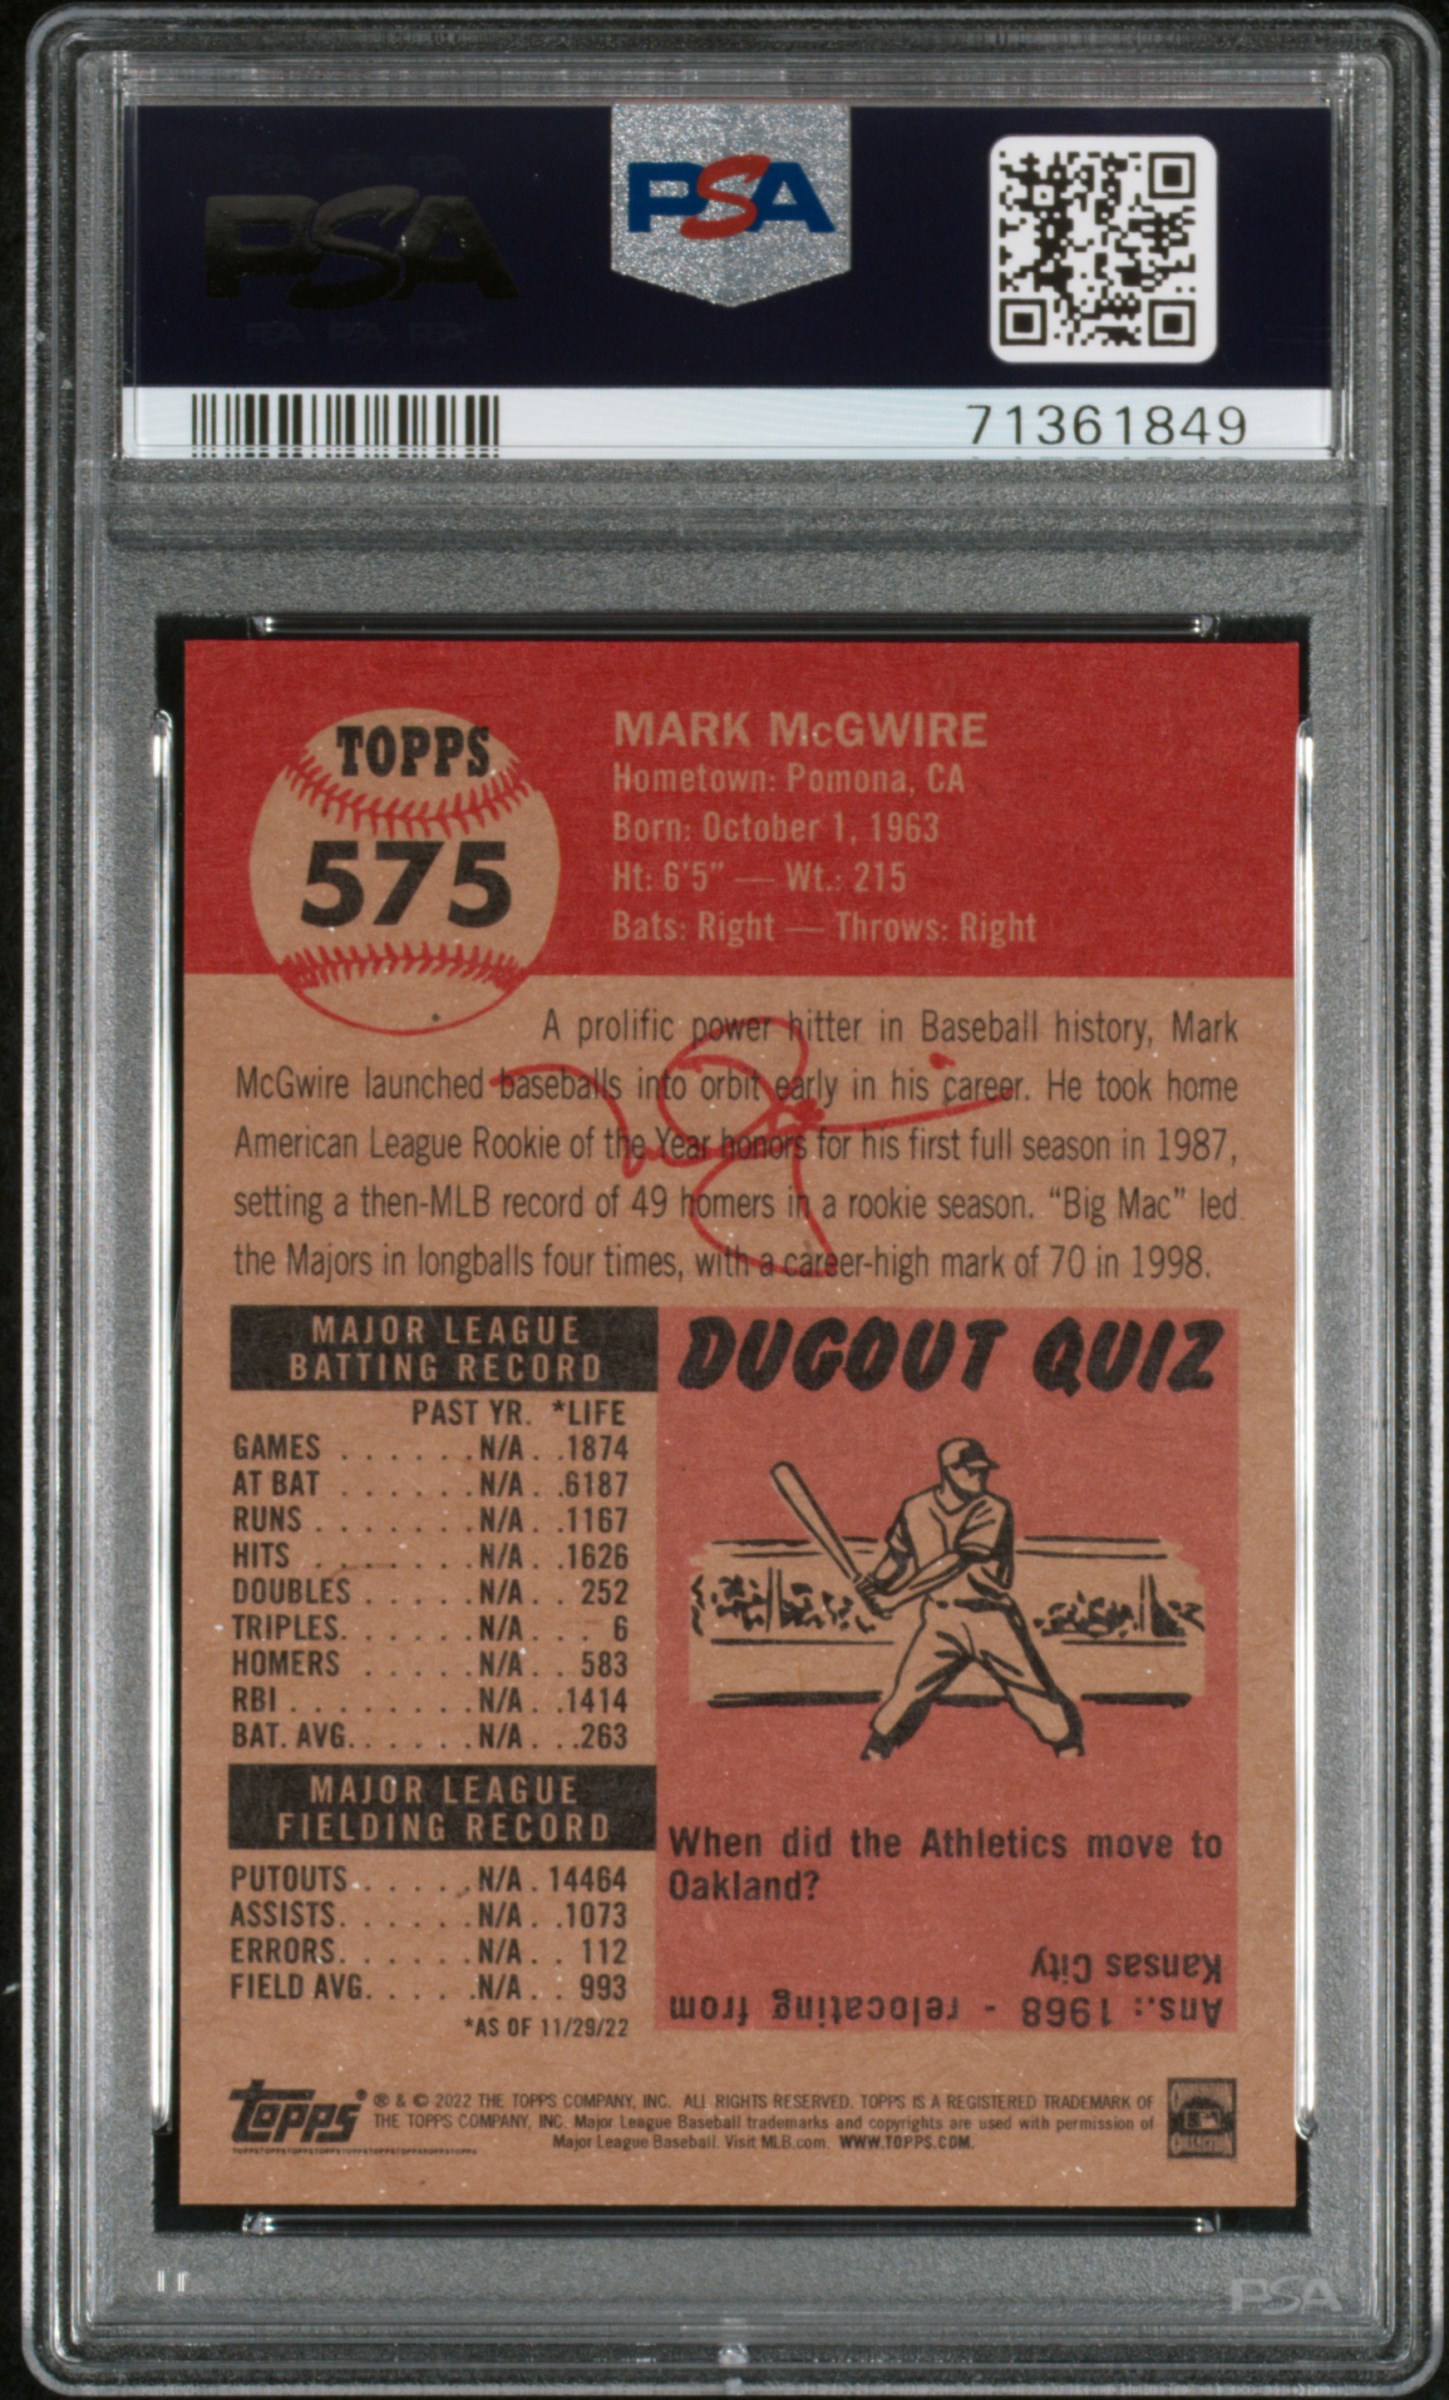 PSA
PSA
71361849
TOPPS
575
MARK McGWIRE
Hometown: Pomona, CA
Born: October 1, 1963
Ht: 6'5" — Wt.: 215
Bats: Right — Throws: Right
A prolific power hitter in Baseball history, Mark
McGwire launched baseballs into orbit early in his career. He took home
American League Rookie of the Year honors for his first full season in 1987,
setting a then-MLB record of 49 homers in a rookie season. “Big Mac” led
the Majors in longballs four times, with a career-high mark of 70 in 1998.
MAJOR LEAGUE
BATTING RECORD
PAST YR. *LIFE
GAMES . . . . . . . N/A . . .1874
AT BAT . . . . . . . N/A . . .6187
RUNS . . . . . . . . N/A . . .1167
HITS . . . . . . . . N/A . . .1626
DOUBLES . . . . . . N/A . . . 252
TRIPLES. . . . . . . N/A . . . 6
HOMERS . . . . . . N/A . . . 583
RBI . . . . . . . . . N/A . . .1414
BAT. AVG. . . . . . . N/A . . .263
MAJOR LEAGUE
FIELDING RECORD
PUTOUTS . . . . . . N/A . 14464
ASSISTS. . . . . . . N/A . . .1073
ERRORS. . . . . . . N/A . . . 112
FIELD AVG. . . . . . N/A . . . 993
*AS OF 11/29/22
DUGOUT QUIZ
When did the Athletics move to
Oakland?
Ans.: 1968 - relocating from
Kansas City
Topps ® & © 2022 THE TOPPS COMPANY, INC. ALL RIGHTS RESERVED. TOPPS IS A REGISTERED TRADEMARK OF
THE TOPPS COMPANY, INC. Major League Baseball trademarks and copyrights are used with permission of
Major League Baseball. Visit MLB.com. WWW.TOPPS.COM.
PSA